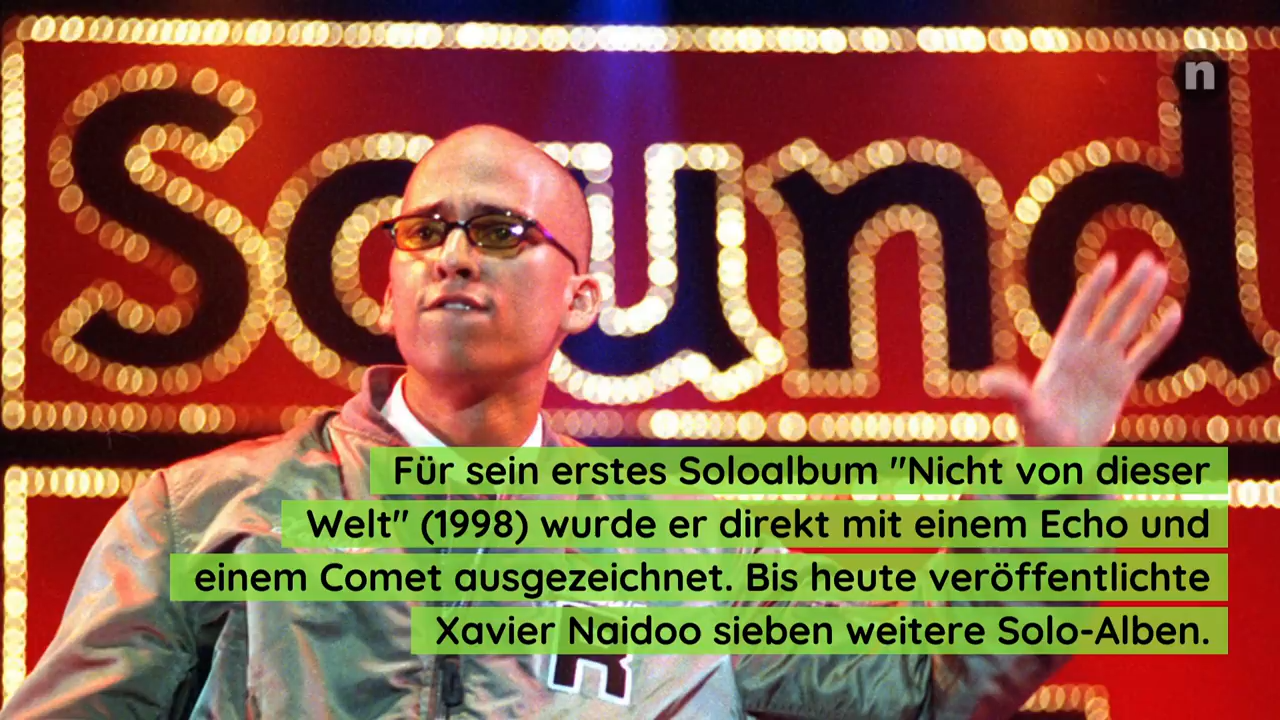 n
Sound
Für sein erstes Soloalbum "Nicht von dieser
Welt" (1998) wurde er direkt mit einem Echo und
einem Comet ausgezeichnet. Bis heute veröffentlichte
Xavier Naidoo sieben weitere Solo-Alben.
R